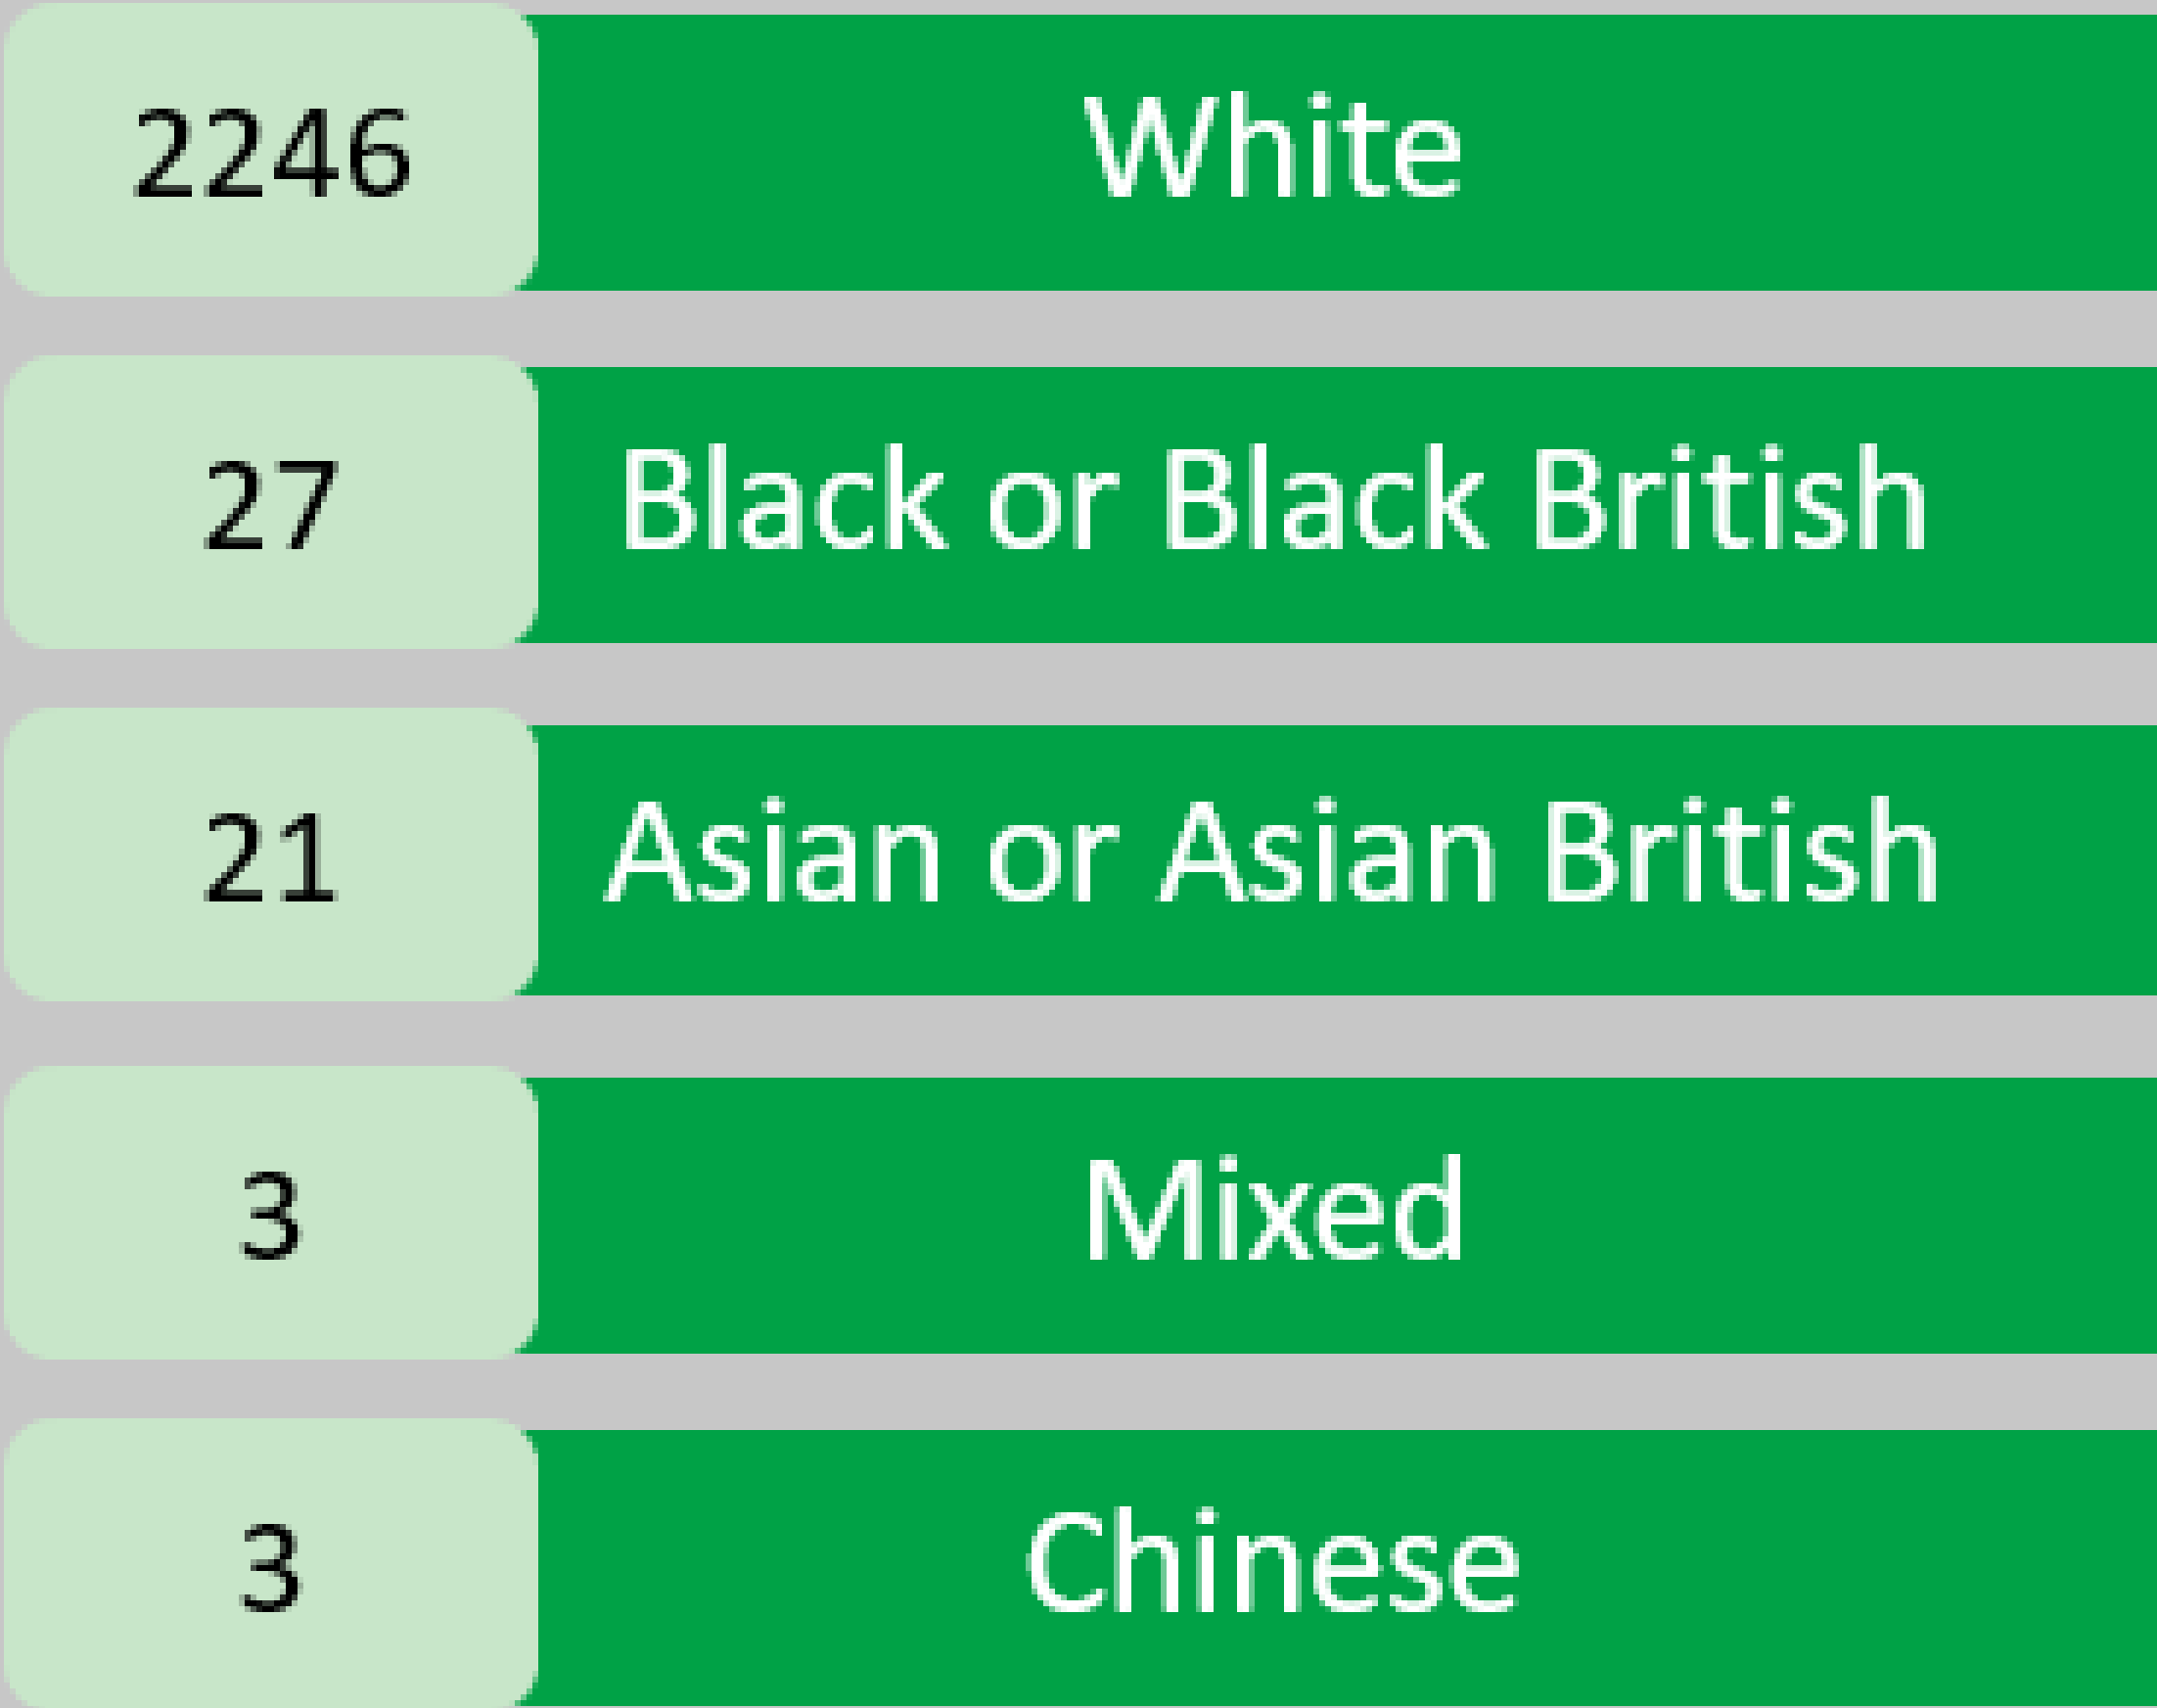 2246 White
27 Black or Black British
21 Asian or Asian British
3 Mixed
3 Chinese